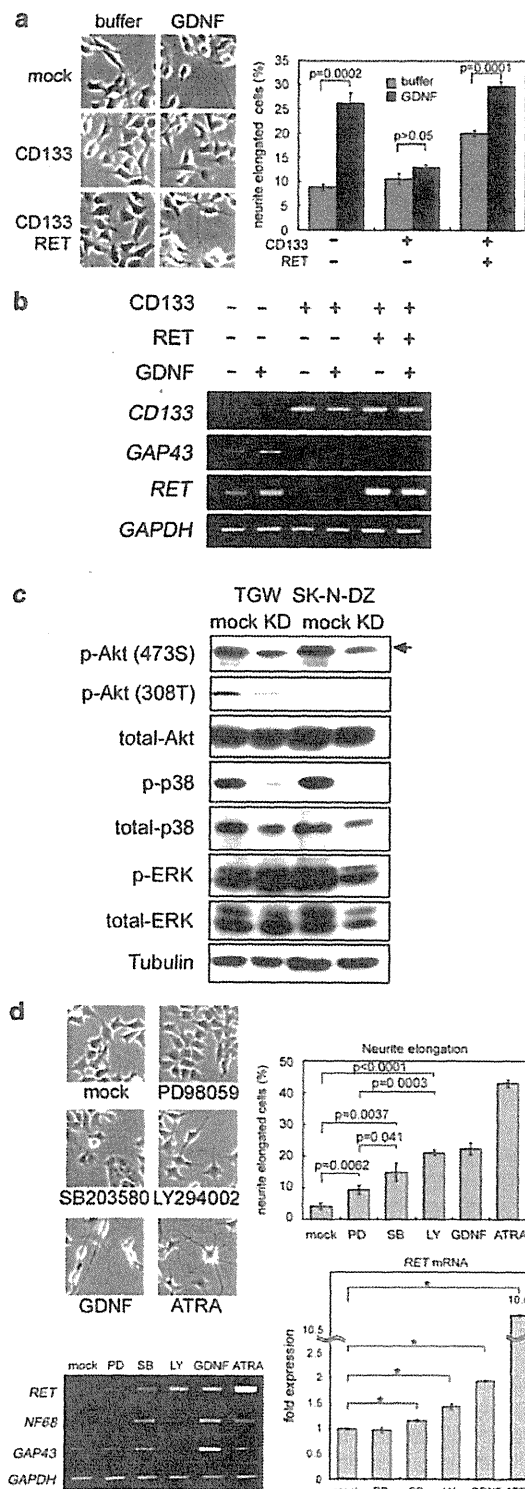 a
buffer GDNF
mock
CD133
CD133
RET
neurite elongated cells (%)
35
30
25
20
15
10
5
0
p=0.0002
p>0.05
p=0.0001
buffer
GDNF
CD133 - + +
RET - - +
b
CD133 - - + + + +
RET - - - - + +
GDNF - + - + - +
CD133
GAP43
RET
GAPDH
c
TGW SK-N-DZ
mock KD mock KD
p-Akt (473S)
p-Akt (308T)
total-Akt
p-p38
total-p38
p-ERK
total-ERK
Tubulin
d
mock PD98059
SB203580 LY294002
GDNF ATRA
Neurite elongation
neurite elongated cells (%)
50
40
30
20
10
0
p<0.0001
p=0.0003
p=0.0037
p=0.041
p=0.0062
mock PD SB LY GDNF ATRA
mock PD SB LY GDNF ATRA
RET
NF68
GAP43
GAPDH
RET mRNA
fold expression
10.5
2
1.5
1
0.5
0
* * * *